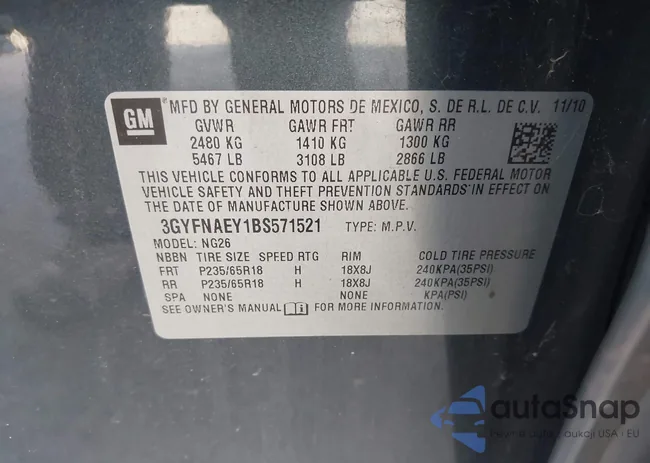 GM
MFD BY GENERAL MOTORS DE MEXICO, S. DE R.L. DE C.V. 11/10
GVWR GAWR FRT GAWR RR
2480 KG 1410 KG 1300 KG
5467 LB 3108 LB 2866 LB
THIS VEHICLE CONFORMS TO ALL APPLICABLE U.S. FEDERAL MOTOR
VEHICLE SAFETY AND THEFT PREVENTION STANDARDS IN EFFECT ON
THE DATE OF MANUFACTURE SHOWN ABOVE.
3GYFNAEY1BS571521 TYPE: M.P.V.
MODEL: NG26
NBBN TIRE SIZE SPEED RTG RIM COLD TIRE PRESSURE
FRT P235/65R18 H 18X8J 240KPA(35PSI)
RR P235/65R18 H 18X8J 240KPA(35PSI)
SPA NONE NONE KPA(PSI)
SEE OWNER'S MANUAL FOR MORE INFORMATION.
autaSnap
aukcji USA i EU